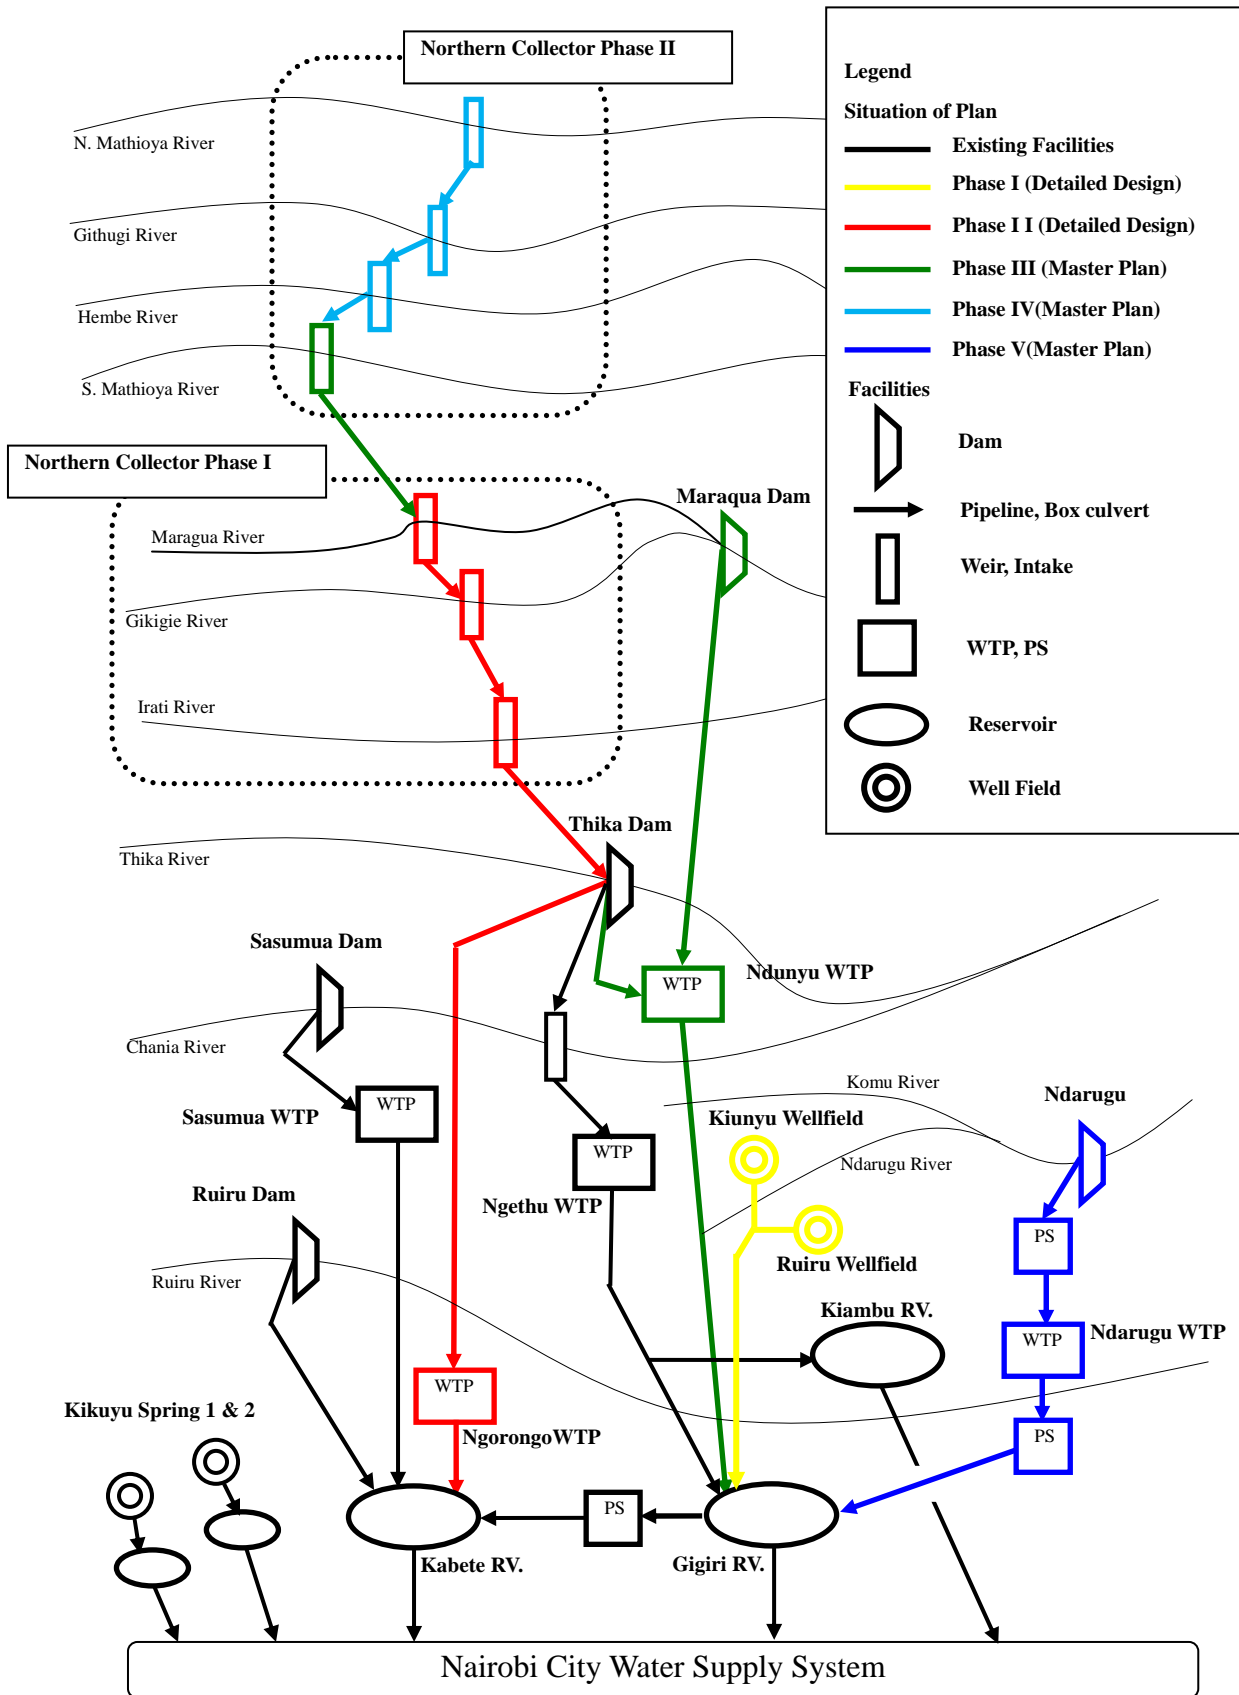 Northern Collector Phase II
N. Mathioya River
Githugi River
Hembe River
S. Mathioya River
Legend
Situation of Plan
Existing Facilities
Phase I (Detailed Design)
Phase I I (Detailed Design)
Phase III (Master Plan)
Phase IV(Master Plan)
Phase V(Master Plan)
Facilities
Dam
Pipeline, Box culvert
Weir, Intake
WTP, PS
Reservoir
Well Field
Northern Collector Phase I
Maraqua Dam
Maragua River
Gikigie River
Irati River
Thika Dam
Thika River
Sasumua Dam
WTP
Ndunyu WTP
Chania River
Komu River
Ndarugu
WTP
Sasumua WTP
Kiunyu Wellfield
WTP
Ndarugu River
Ruiru Dam
Ngethu WTP
PS
Ruiru River
Ruiru Wellfield
Kiambu RV.
WTP
Ndarugu WTP
WTP
Kikuyu Spring 1 & 2
NgorongoWTP
PS
PS
Kabete RV.
Gigiri RV.
Nairobi City Water Supply System